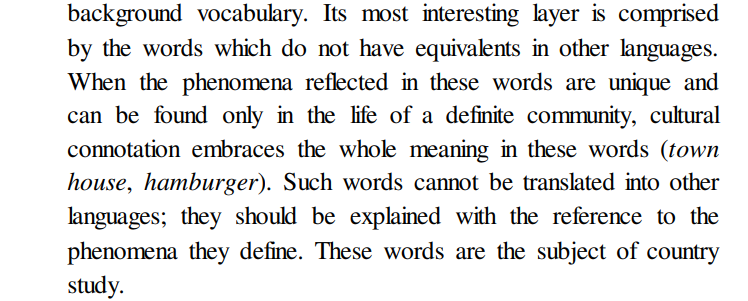 background vocabulary. Its most interesting layer is comprised
by the words which do not have equivalents in other languages.
When the phenomena reflected in these words are unique and
can be found only in the life of a definite community, cultural
connotation embraces the whole meaning in these words (town
house, hamburger). Such words cannot be translated into other
languages; they should be explained with the reference to the
phenomena they define. These words are the subject of country
study.